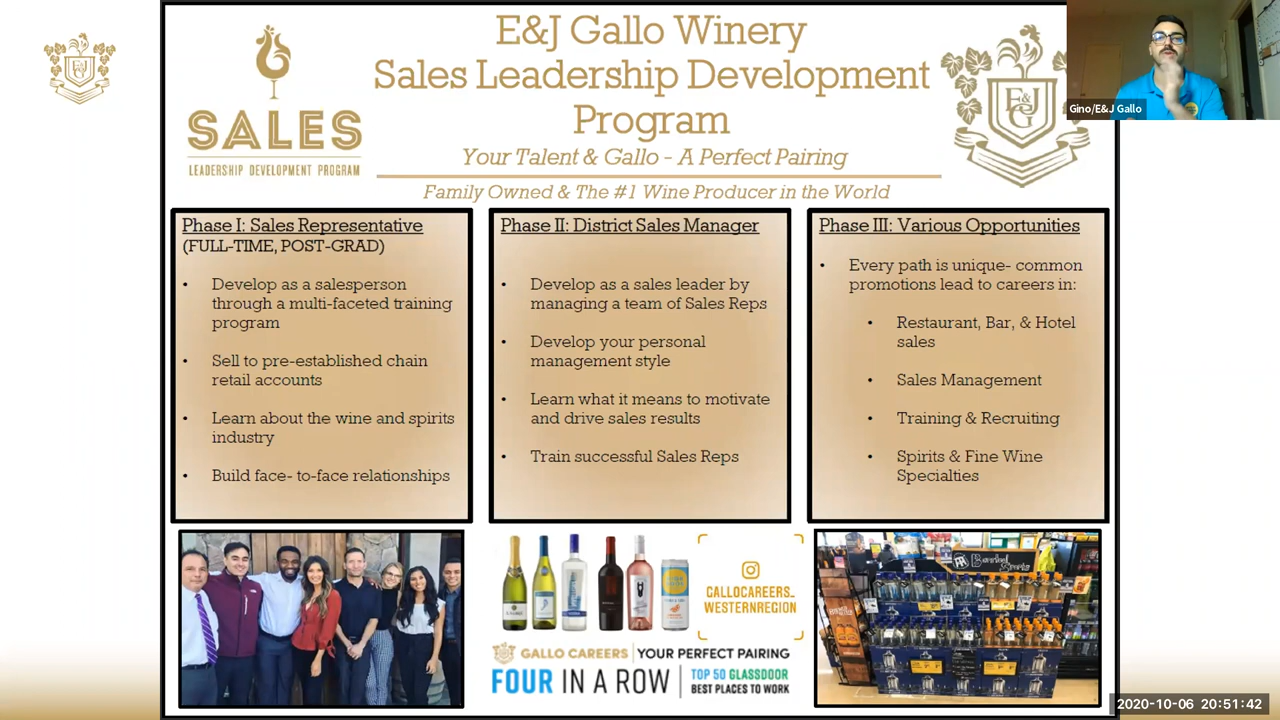 E&J
G
SALES
LEADERSHIP DEVELOPMENT PROGRAM
E&J Gallo Winery
Sales Leadership Development
Program
Your Talent & Gallo - A Perfect Pairing
Family Owned & The #1 Wine Producer in the World
E&J
G
Gino/E&J Gallo
Phase I: Sales Representative
(FULL-TIME, POST-GRAD)
• Develop as a salesperson
through a multi-faceted training
program
• Sell to pre-established chain
retail accounts
• Learn about the wine and spirits
industry
• Build face- to-face relationships
Phase II: District Sales Manager
• Develop as a sales leader by
managing a team of Sales Reps
• Develop your personal
management style
• Learn what it means to motivate
and drive sales results
• Train successful Sales Reps
Phase III: Various Opportunities
• Every path is unique- common
promotions lead to careers in:
• Restaurant, Bar, & Hotel
sales
• Sales Management
• Training & Recruiting
• Spirits & Fine Wine
Specialties
GALLOCAREERS_
WESTERNREGION
GALLO CAREERS | YOUR PERFECT PAIRING
FOUR IN A ROW
TOP 50 GLASSDOOR
BEST PLACES TO WORK
2020-10-06 20:51:42